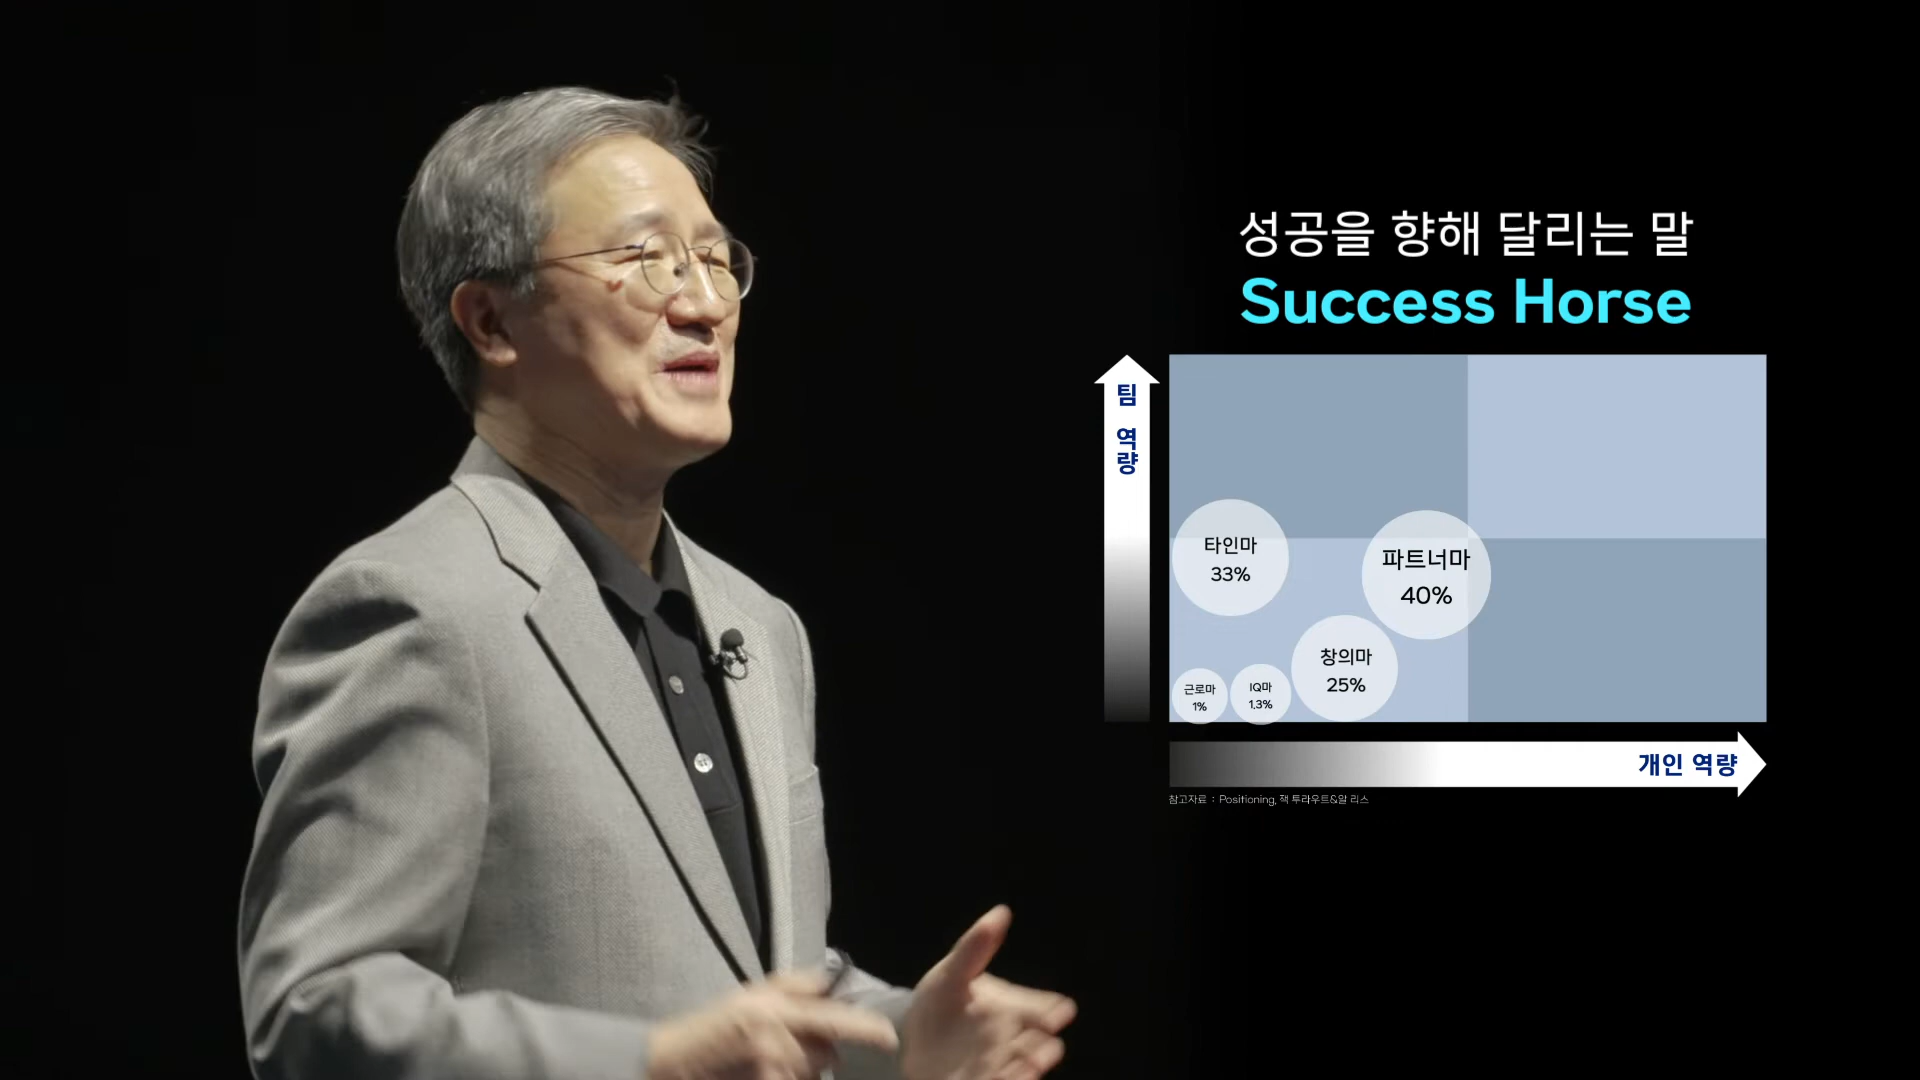 성공을 향해 달리는 말
Success Horse
팀 역량
타인마
33%
파트너마
40%
창의마
25%
근로마
1%
IQ마
1.3%
개인 역량
참고자료 : Positioning, 잭 투라우트&알 리스